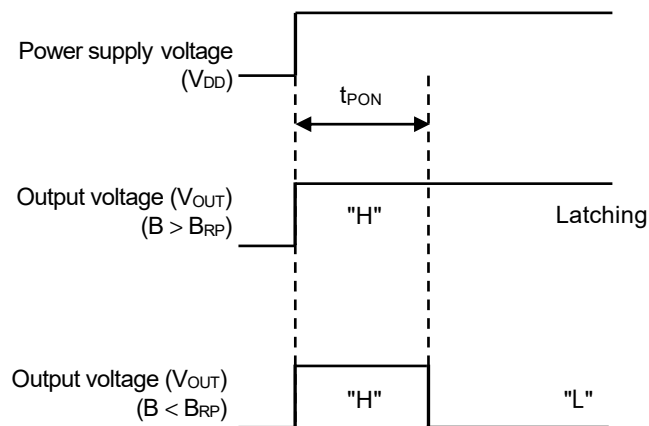 Power supply voltage
(VDD)
tPON
Output voltage (VOUT)
(B > BRP)
"H"
Latching
Output voltage (VOUT)
(B < BRP)
"H"
"L"